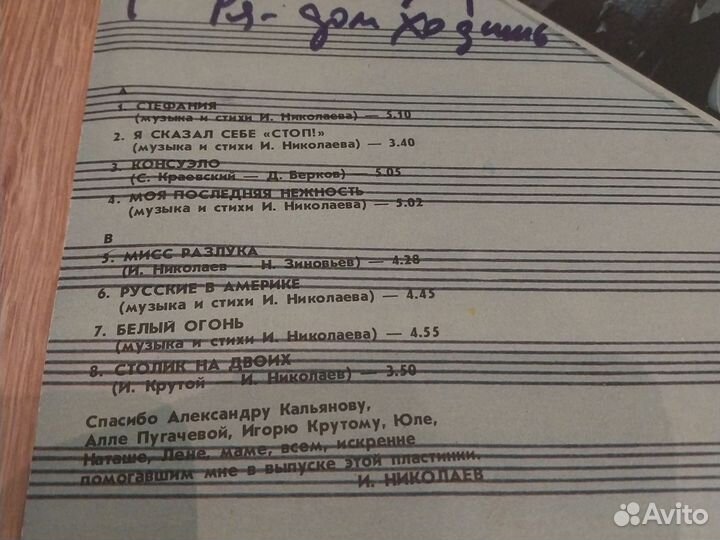 Ря- дом ходишь
A
1. СТЕФАНИЯ
(музыка и стихи И. Николаева) — 5.10
2. Я СКАЗАЛ СЕБЕ «СТОП!»
(музыка и стихи И. Николаева) — 3.40
3. КОНСУЭЛО
(С. Краевский — Д. Верков) — 5.05
4. МОЯ ПОСЛЕДНЯЯ НЕЖНОСТЬ
(музыка и стихи И. Николаева) — 5.02
В
5. МИСС РАЗЛУКА
(И. Николаев — Н. Зиновьев) — 4.28
6. РУССКИЕ В АМЕРИКЕ
(музыка и стихи И. Николаева) — 4.45
7. БЕЛЫЙ ОГОНЬ
(музыка и стихи И. Николаева) — 4.55
8. СТОЛИК НА ДВОИХ
(И. Крутой — И. Николаев) — 3.50
Спасибо Александру Кальянову,
Алле Пугачевой, Игорю Крутому, Юле,
Наташе, Лене, маме, всем, искренне
помогавшим мне в выпуске этой пластинки.
И. НИКОЛАЕВ
Avito